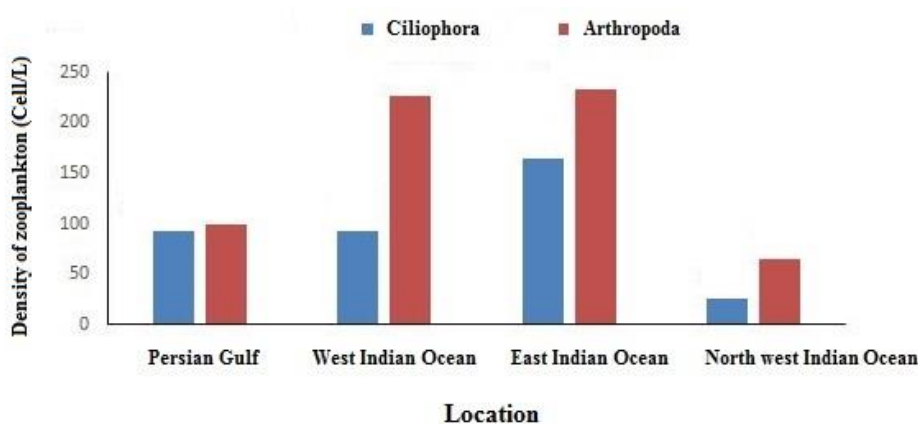 Ciliophora Arthropoda
Density of zooplankton (Cell/L)
250
200
150
100
50
0
Persian Gulf West Indian Ocean East Indian Ocean North west Indian Ocean
Location